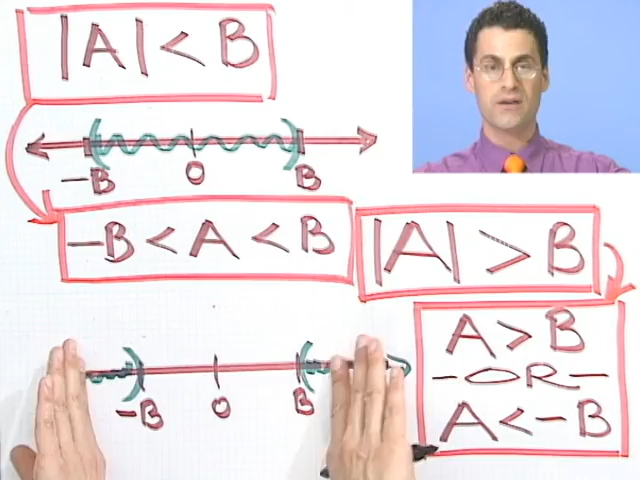 |A| < B
-B 0 B
-B < A < B
|A| > B
A > B
-OR-
A < -B
-B 0 B